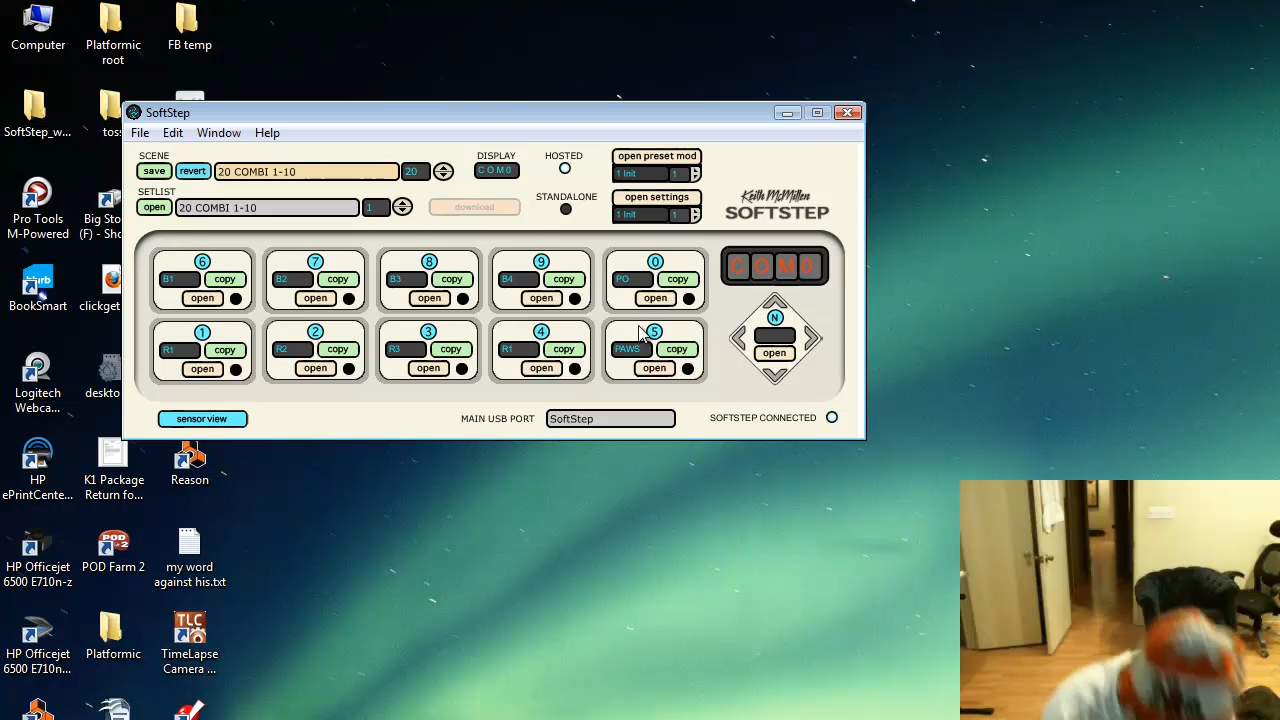 Computer
Platformic root
FB temp
SoftStep_w...
toss
Pro Tools M-Powered
Big Sto
(F) - Sho
BookSmart
clickget
Logitech Webca...
deskto
HP ePrintCente...
K1 Package Return fo...
Reason
HP Officejet 6500 E710n-z
POD Farm 2
my word against his.txt
HP Officejet 6500 E710n...
Platformic
TLC
TimeLapse Camera ...
SoftStep
File Edit Window Help
SCENE
save revert 20 COMBI 1-10 20
SETLIST
open 20 COMBI 1-10 1 download
DISPLAY
COM0
HOSTED
STANDALONE
open preset mod
1 Init 1
open settings
1 Init 1
Keith McMillen
SOFTSTEP
6 7 8 9 0
B1 copy B2 copy B3 copy B4 copy PO copy
open open open open open
1 2 3 4 5
R1 copy R2 copy R3 copy R1 copy PAWS copy
open open open open open
COM0
N
open
sensor view
MAIN USB PORT SoftStep
SOFTSTEP CONNECTED